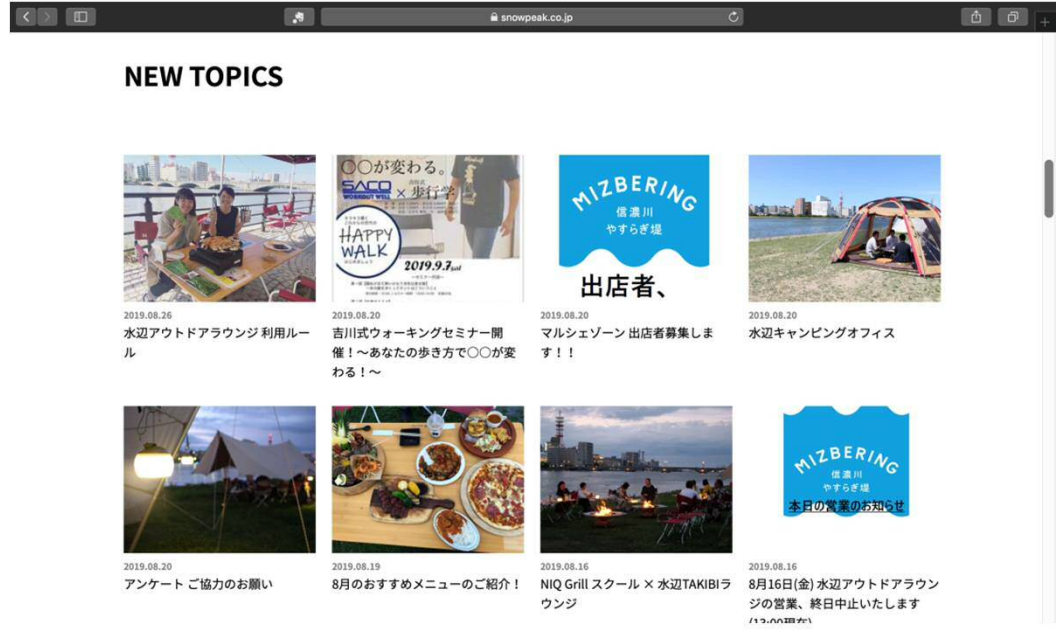 snowpeak.co.jp
NEW TOPICS
〇〇が変わる。
SACO
WORKOUT WELL
× 歩行学
HAPPY
WALK
2019.9.7
MIZBERING
信濃川
やすらぎ堤
出店者、
2019.08.26
水辺アウトドアラウンジ 利用ルー
ル
2019.08.20
吉川式ウォーキングセミナー開
催！～あなたの歩き方で〇〇が変
わる！～
2019.08.20
マルシェゾーン 出店者募集しま
す！！
2019.08.20
水辺キャンピングオフィス
MIZBERING
信濃川
やすらぎ堤
本日の営業のお知らせ
2019.08.20
アンケート ご協力のお願い
2019.08.19
8月のおすすめメニューのご紹介！
2019.08.16
NIQ Grill スクール × 水辺TAKIBIラ
ウンジ
2019.08.16
8月16日(金) 水辺アウトドアラウン
ジの営業、終日中止いたします
(13:00現在)